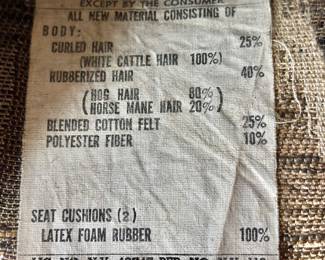 EXCEPT BY THE CONSUMER
ALL NEW MATERIAL CONSISTING OF
BODY:
CURLED HAIR 25%
(WHITE CATTLE HAIR 100%)
RUBBERIZED HAIR 40%
(HOG HAIR 80%
HORSE MANE HAIR 20%)
BLENDED COTTON FELT 25%
POLYESTER FIBER 10%
SEAT CUSHIONS (2)
LATEX FOAM RUBBER 100%